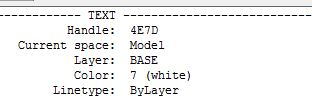 ------------ TEXT ----------------------------
Handle: 4E7D
Current space: Model
Layer: BASE
Color: 7 (white)
Linetype: ByLayer